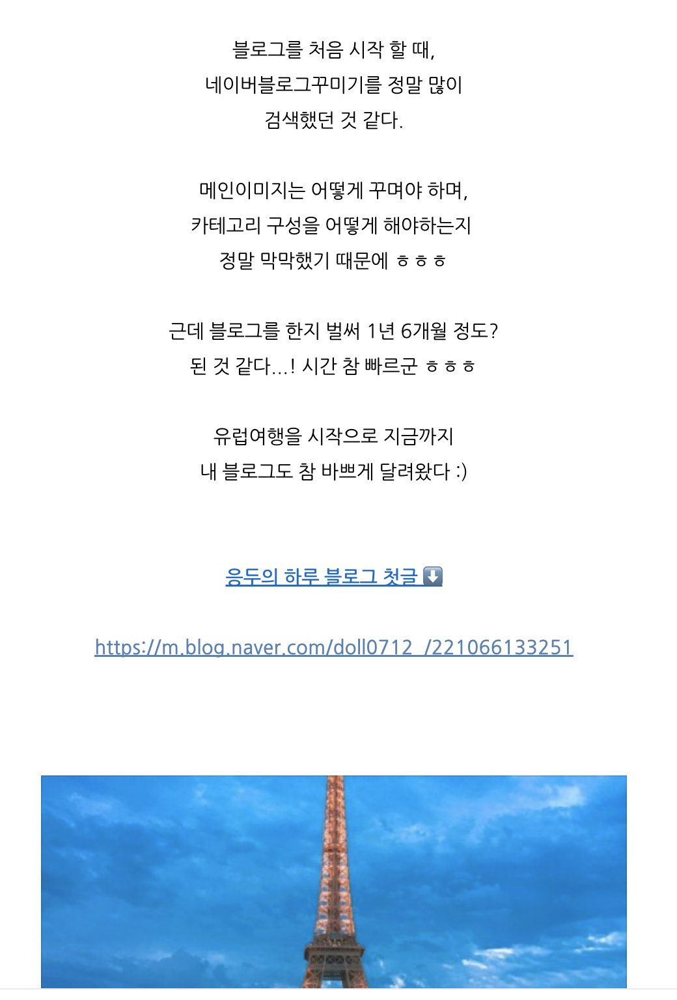 블로그를 처음 시작 할 때,
네이버블로그꾸미기를 정말 많이
검색했던 것 같다.
메인이미지는 어떻게 꾸며야 하며,
카테고리 구성을 어떻게 해야하는지
정말 막막했기 때문에 ㅎㅎㅎ
근데 블로그를 한지 벌써 1년 6개월 정도?
된 것 같다...! 시간 참 빠르군 ㅎㅎㅎ
유럽여행을 시작으로 지금까지
내 블로그도 참 바쁘게 달려왔다 :)
응두의 하루 블로그 첫글 ⬇️
https://m.blog.naver.com/doll0712_/221066133251